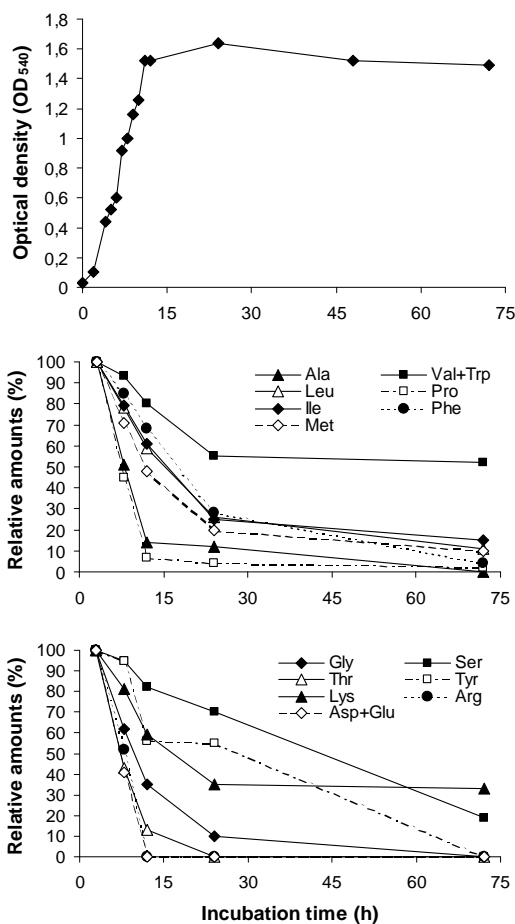 1,8
1,6
1,4
1,2
1
0,8
0,6
0,4
0,2
0
Optical density (OD540)
0 15 30 45 60 75
100
90
80
70
60
50
40
30
20
10
0
Relative amounts (%)
Ala Val+Trp
Leu Pro
Ile Phe
Met
0 15 30 45 60 75
100
90
80
70
60
50
40
30
20
10
0
Relative amounts (%)
Gly Ser
Thr Tyr
Lys Arg
Asp+Glu
0 15 30 45 60 75
Incubation time (h)